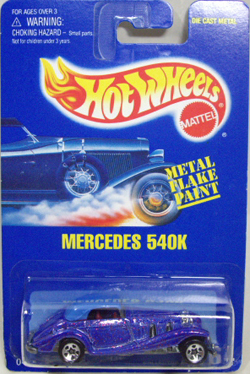 FOR AGES OVER 3
WARNING:
CHOKING HAZARD - Small parts.
Not for children under 3 years.
DIE CAST METAL
Hot Wheels
MATTEL
METAL
FLAKE
PAINT
MERCEDES 540K